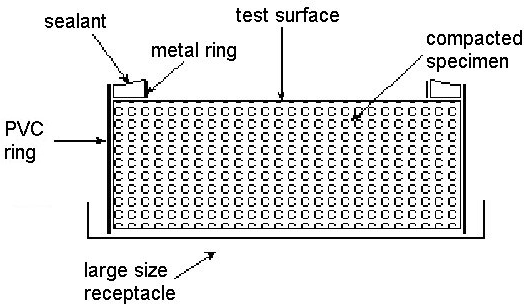 test surface
sealant
compacted
specimen
metal ring
PVC
ring
large size
receptacle